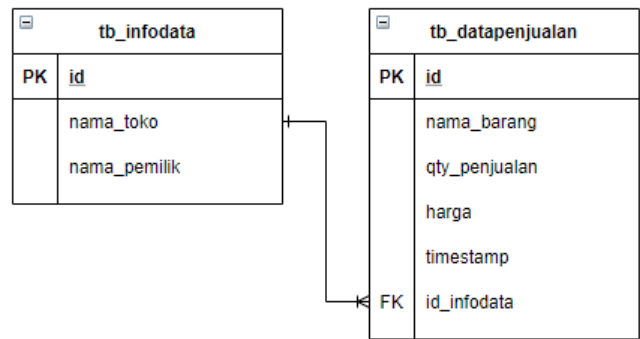 tb_infodata
PK id
nama_toko
nama_pemilik
tb_datapenjualan
PK id
nama_barang
qty_penjualan
harga
timestamp
FK id_infodata